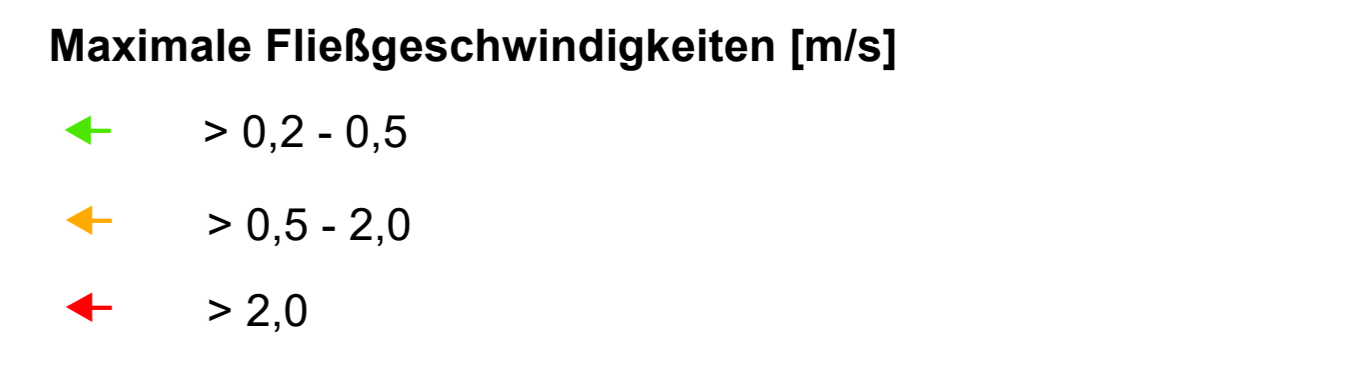 Maximale Fließgeschwindigkeiten [m/s]
> 0,2 - 0,5
> 0,5 - 2,0
> 2,0